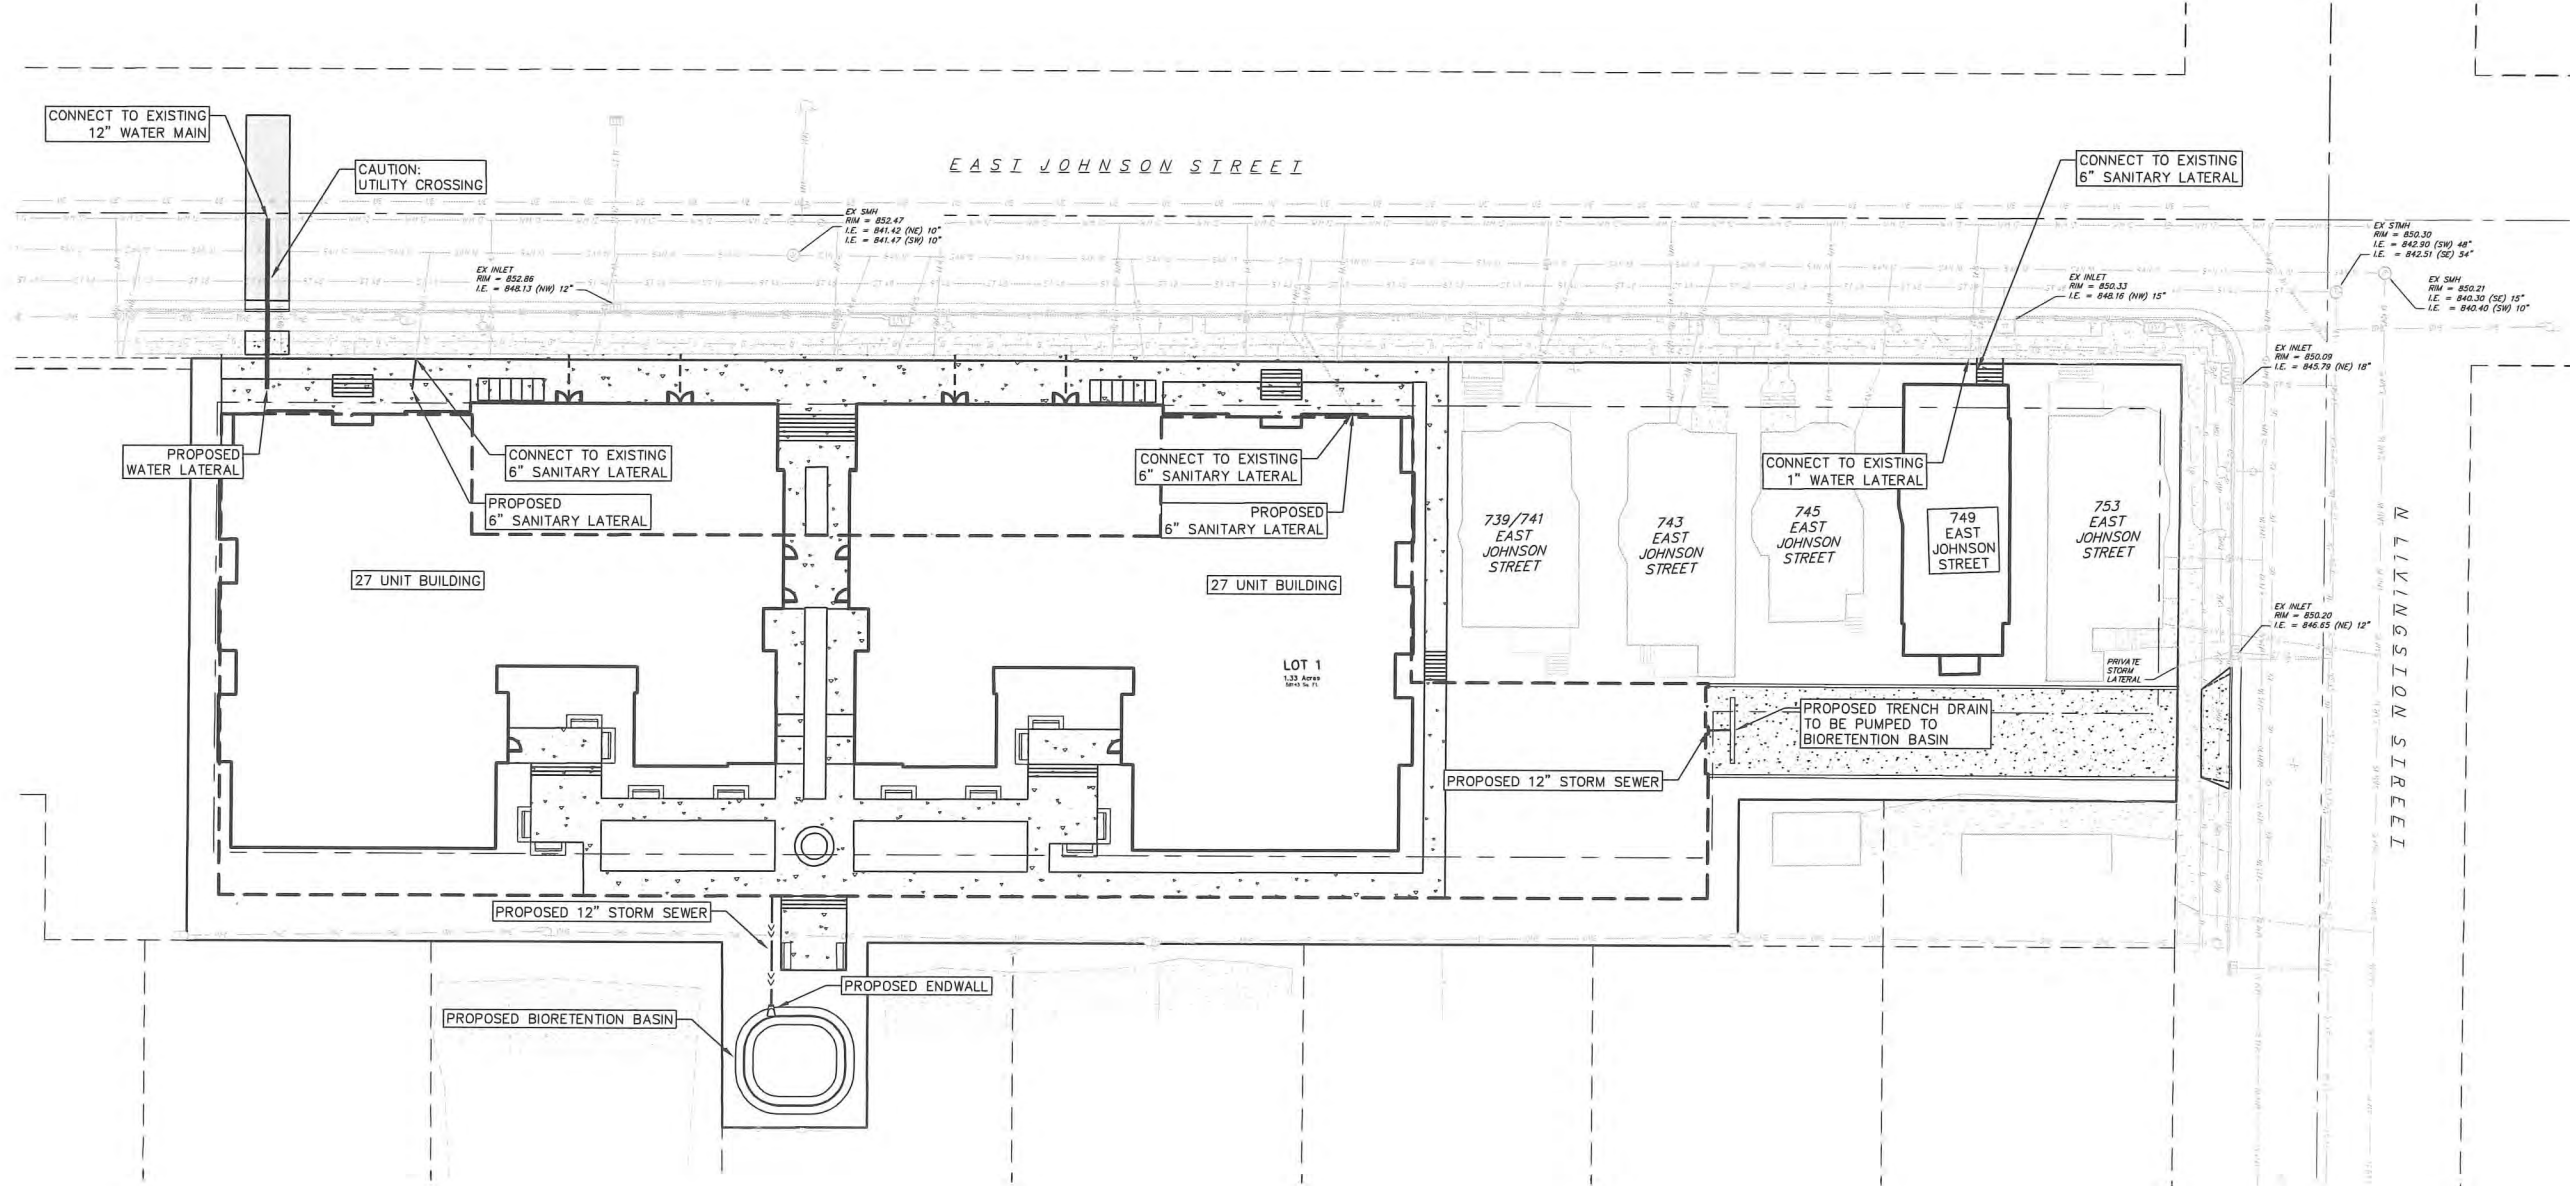 CONNECT TO EXISTING
12" WATER MAIN
CAUTION:
UTILITY CROSSING
EAST JOHNSON STREET
CONNECT TO EXISTING
6" SANITARY LATERAL
EX SMH
RIM = 852.47
I.E. = 841.42 (NE) 10"
I.E. = 841.47 (SW) 10"
EX INLET
RIM = 852.86
I.E. = 848.13 (NW) 12"
EX INLET
RIM = 850.33
I.E. = 848.16 (NW) 15"
EX STMH
RIM = 850.30
I.E. = 842.90 (SW) 48"
I.E. = 842.51 (SE) 54"
EX SMH
RIM = 850.21
I.E. = 840.30 (SE) 15"
I.E. = 840.40 (SW) 10"
EX INLET
RIM = 850.09
I.E. = 845.79 (NE) 18"
PROPOSED
WATER LATERAL
CONNECT TO EXISTING
6" SANITARY LATERAL
PROPOSED
6" SANITARY LATERAL
CONNECT TO EXISTING
6" SANITARY LATERAL
PROPOSED
6" SANITARY LATERAL
CONNECT TO EXISTING
1" WATER LATERAL
739/741
EAST
JOHNSON
STREET
743
EAST
JOHNSON
STREET
745
EAST
JOHNSON
STREET
749
EAST
JOHNSON
STREET
753
EAST
JOHNSON
STREET
N LIVINGSTON STREET
27 UNIT BUILDING
27 UNIT BUILDING
EX INLET
RIM = 850.20
I.E. = 846.65 (NE) 12"
LOT 1
1.33 Acres
PRIVATE
STORM
LATERAL
PROPOSED TRENCH DRAIN
TO BE PUMPED TO
BIORETENTION BASIN
PROPOSED 12" STORM SEWER
PROPOSED 12" STORM SEWER
PROPOSED ENDWALL
PROPOSED BIORETENTION BASIN